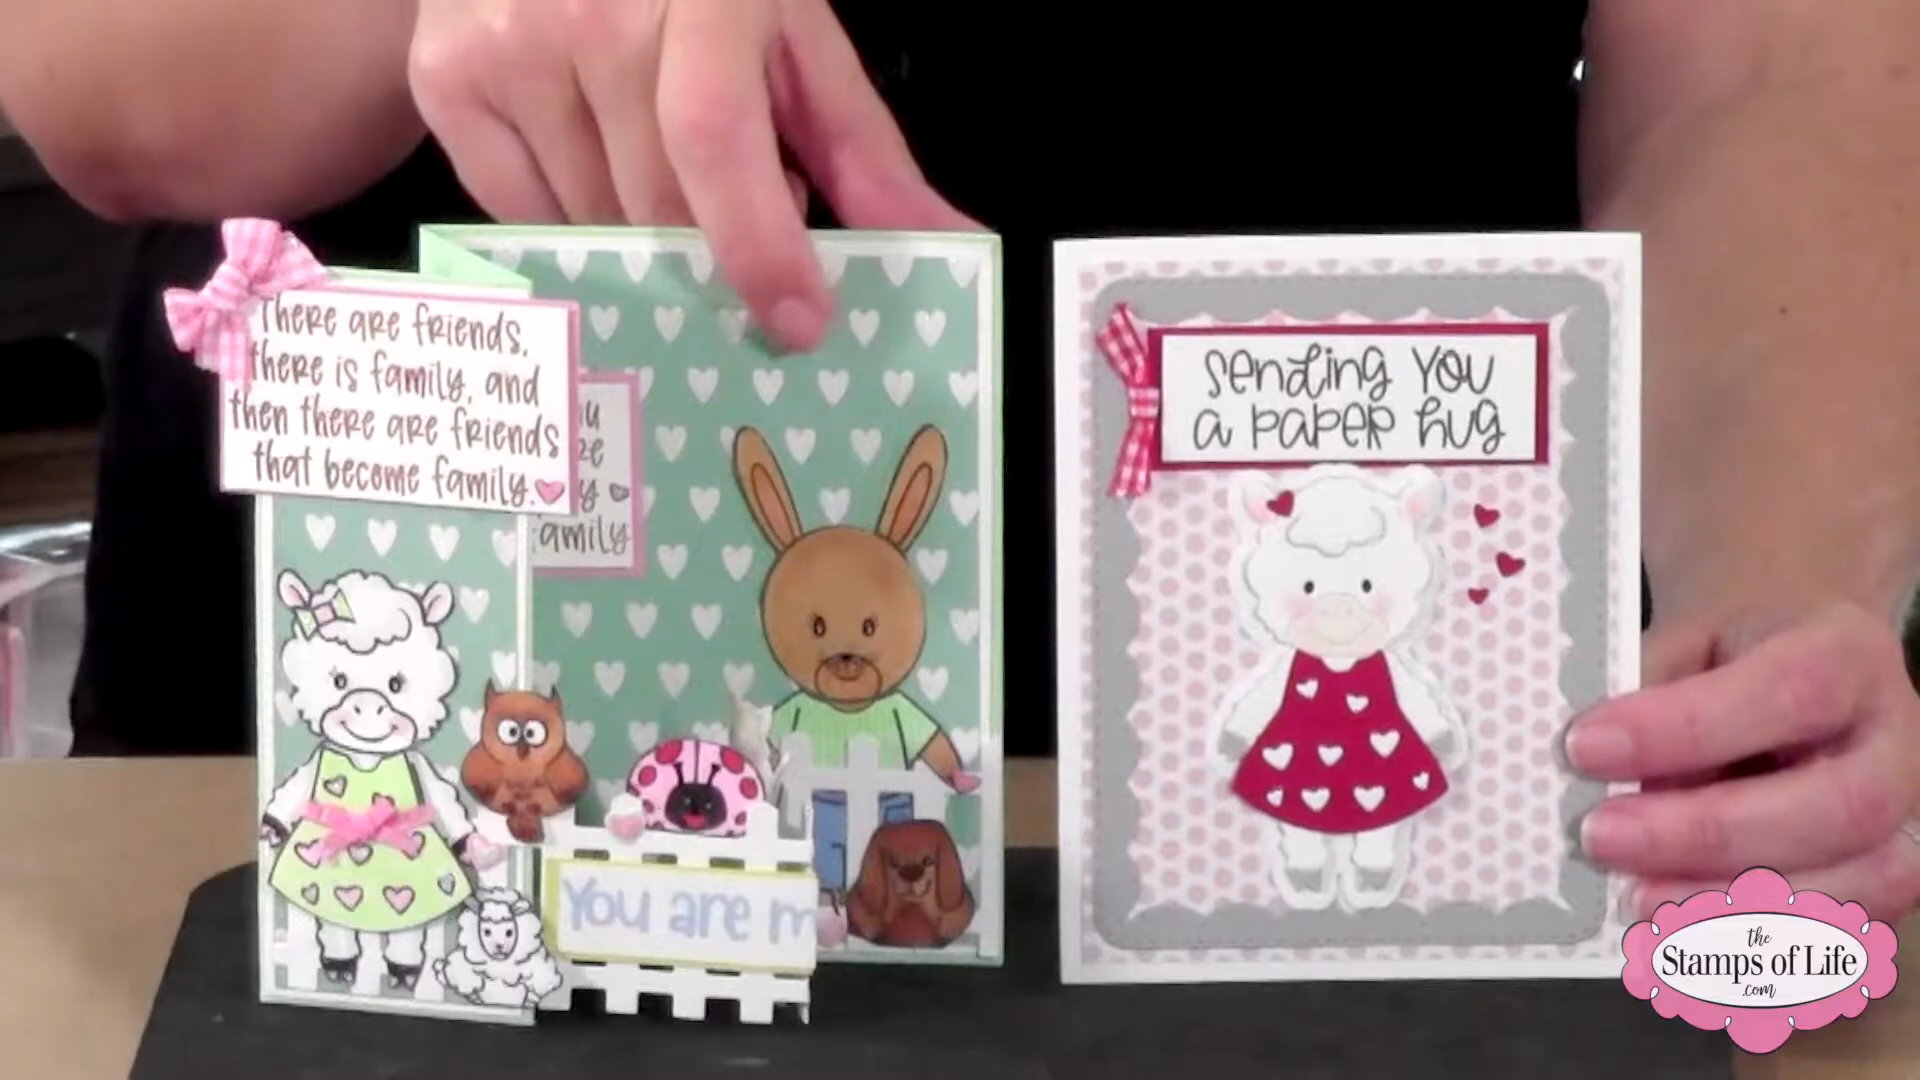 There are friends,
there is family, and
then there are friends
that become family.
family
You are m
sending you
a paper hug
the
Stamps of Life
.com